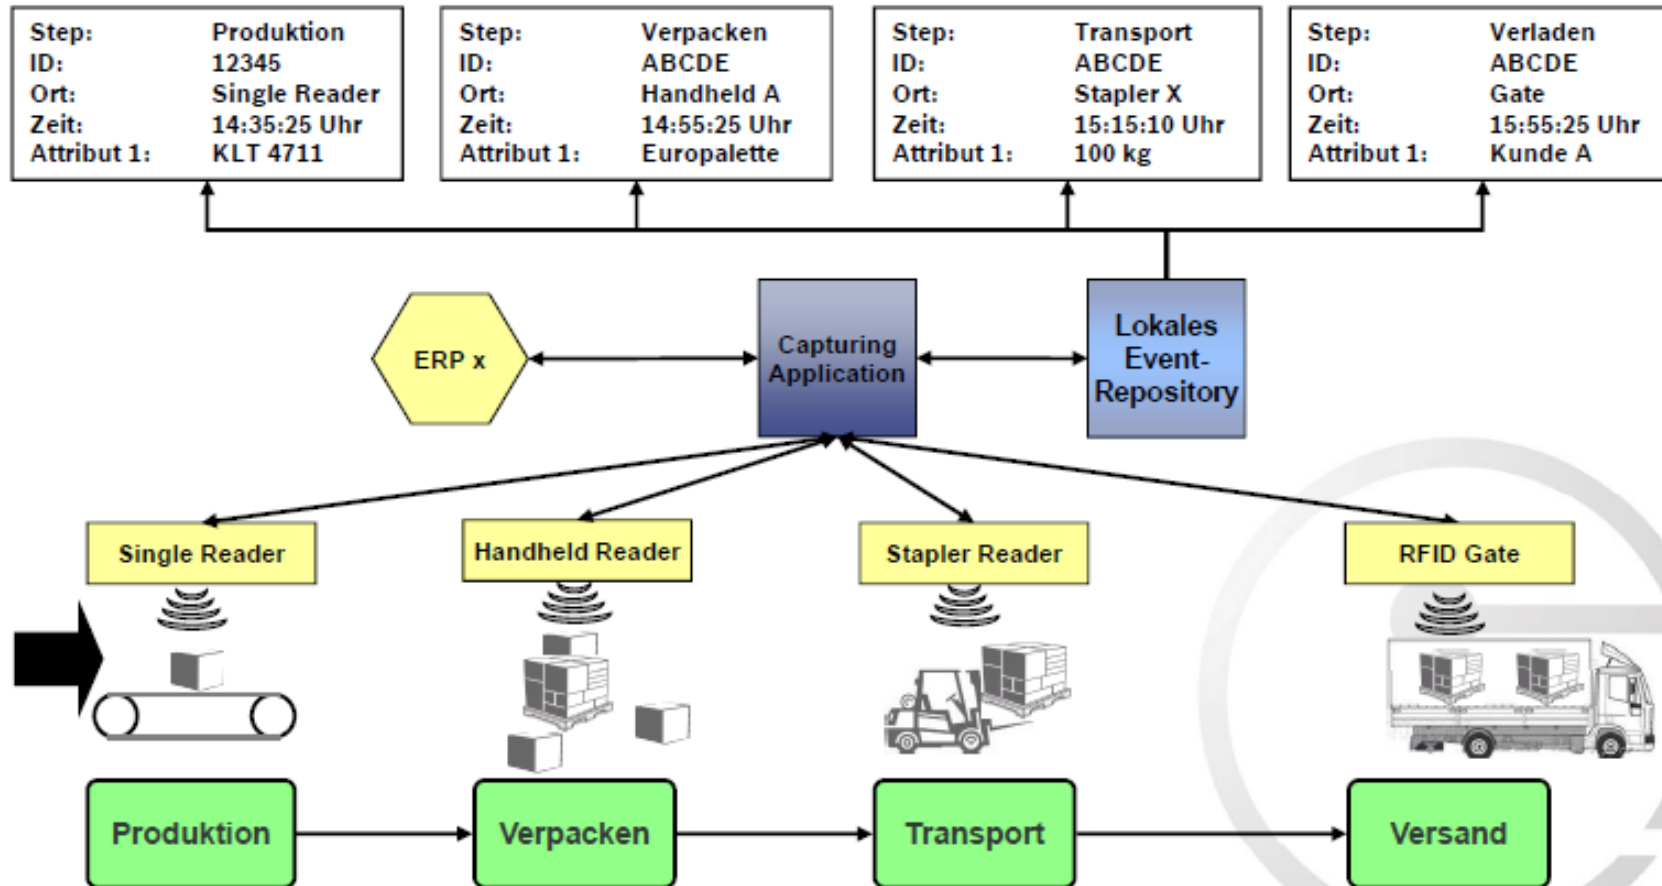 Step: Produktion
ID: 12345
Ort: Single Reader
Zeit: 14:35:25 Uhr
Attribut 1: KLT 4711
Step: Verpacken
ID: ABCDE
Ort: Handheld A
Zeit: 14:55:25 Uhr
Attribut 1: Europalette
Step: Transport
ID: ABCDE
Ort: Stapler X
Zeit: 15:15:10 Uhr
Attribut 1: 100 kg
Step: Verladen
ID: ABCDE
Ort: Gate
Zeit: 15:55:25 Uhr
Attribut 1: Kunde A
ERP x
Capturing
Application
Lokales
Event-
Repository
Single Reader
Handheld Reader
Stapler Reader
RFID Gate
Produktion
Verpacken
Transport
Versand